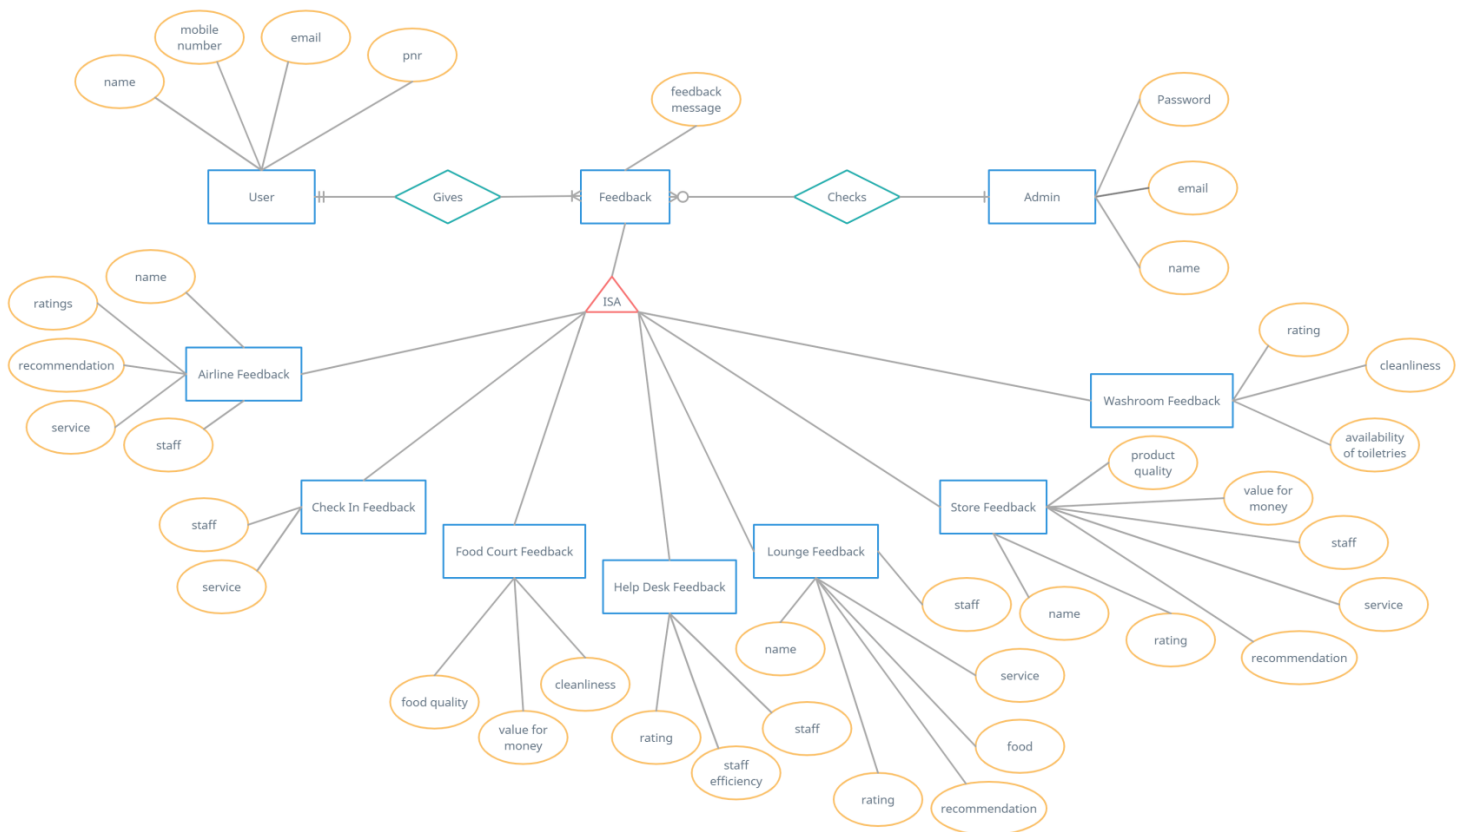 mobile
number
email
pnr
name
feedback
message
Password
User
Gives
Feedback
Checks
Admin
email
name
name
ratings
ISA
rating
recommendation
Airline Feedback
cleanliness
Washroom Feedback
service
staff
availability
of toiletries
product
quality
value for
money
Check In Feedback
Store Feedback
staff
staff
Food Court Feedback
Lounge Feedback
service
Help Desk Feedback
staff
name
service
rating
name
recommendation
service
cleanliness
food quality
value for
money
rating
staff
food
staff
efficiency
rating
recommendation